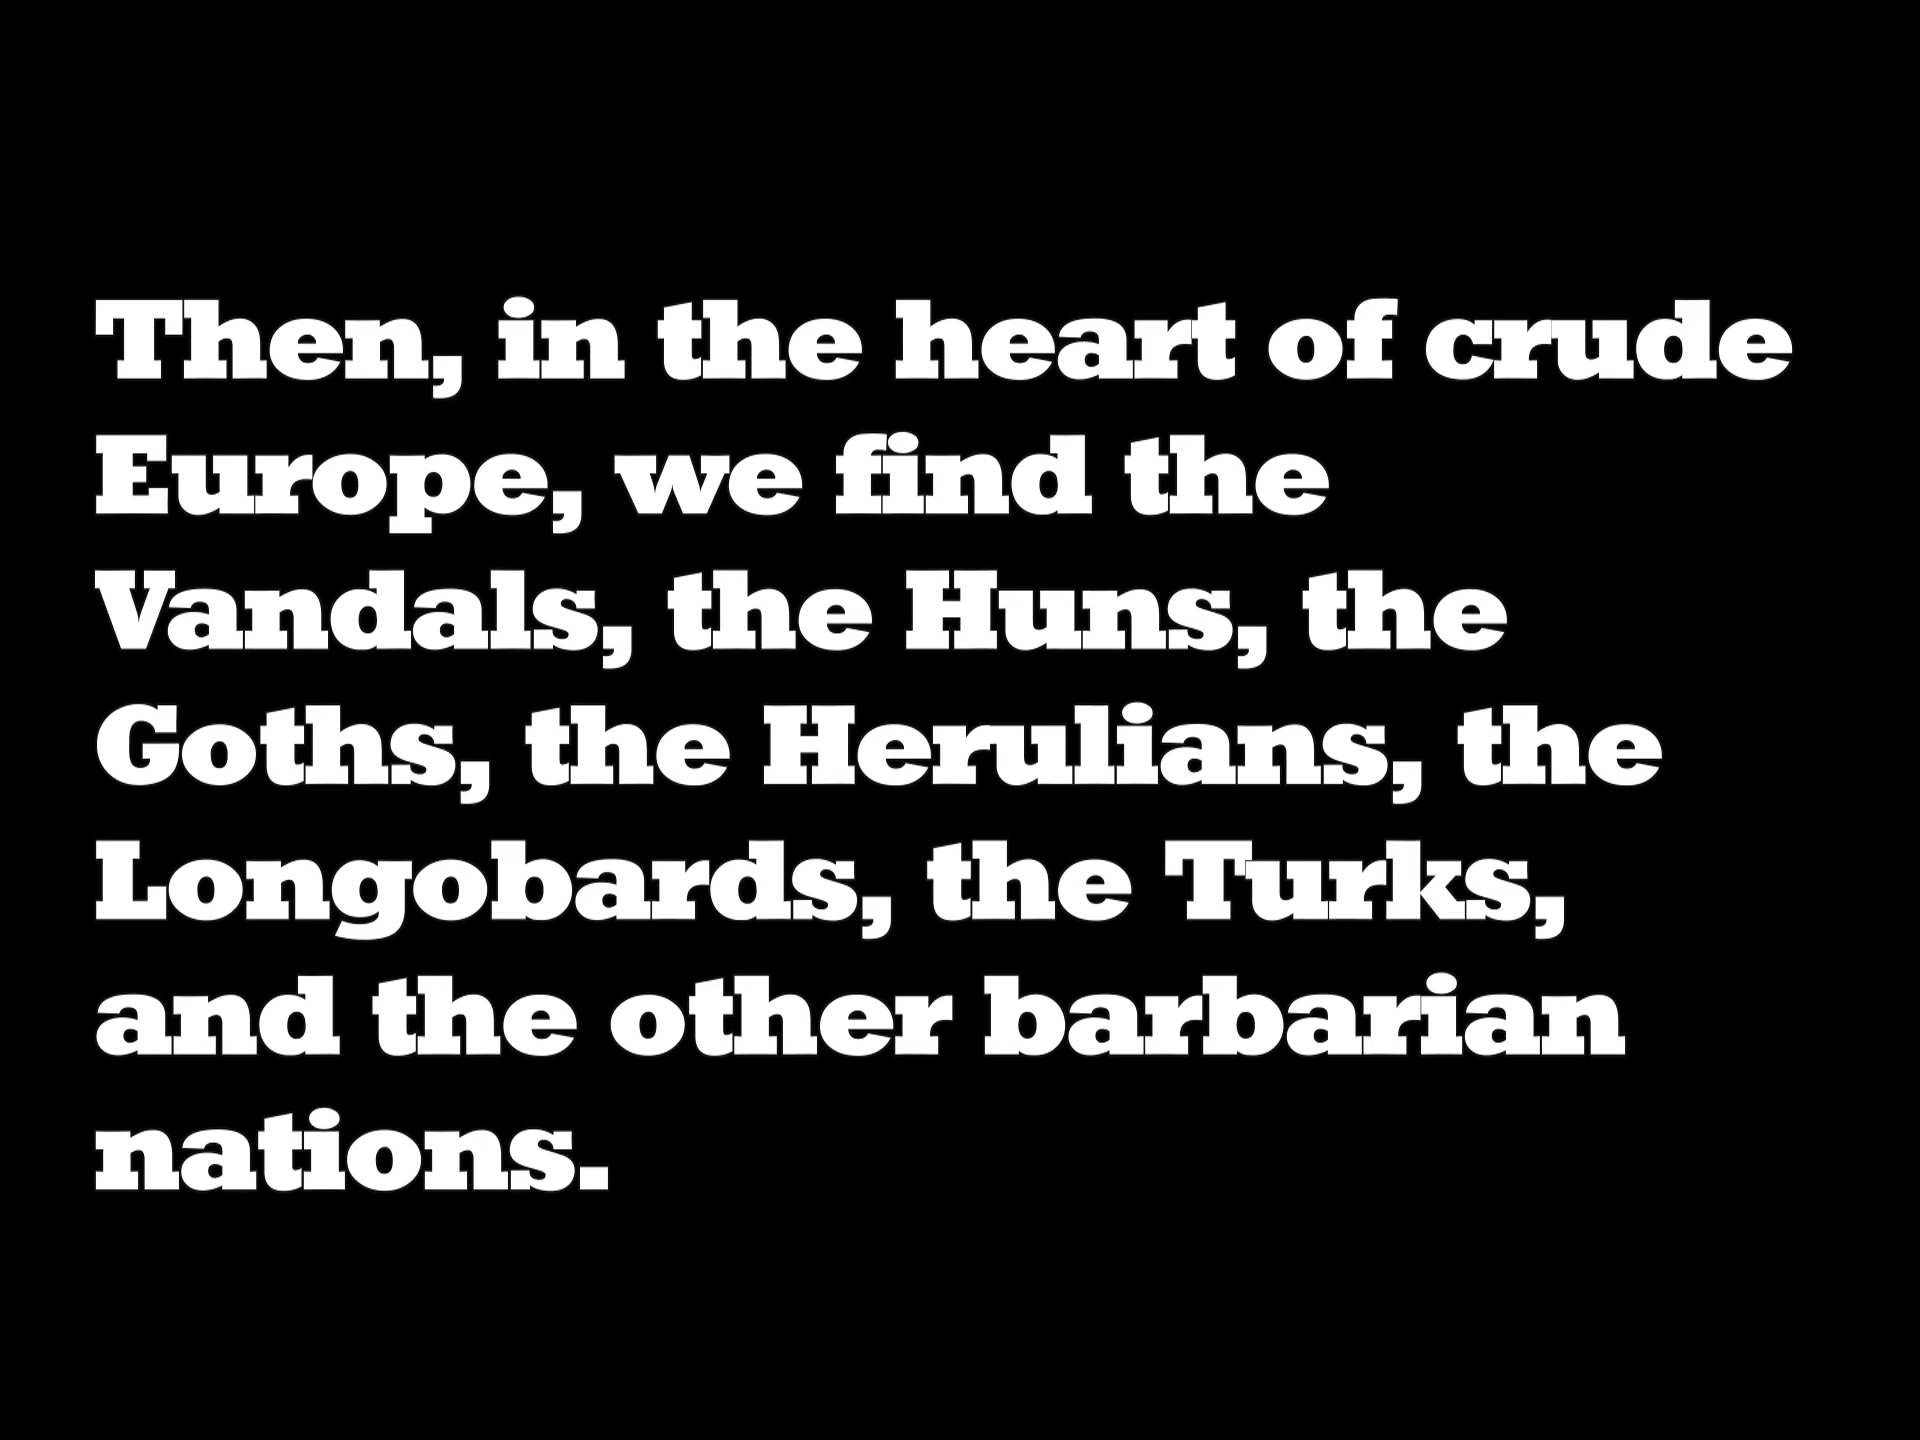 Then, in the heart of crude
Europe, we find the
Vandals, the Huns, the
Goths, the Herulians, the
Longobards, the Turks,
and the other barbarian
nations.